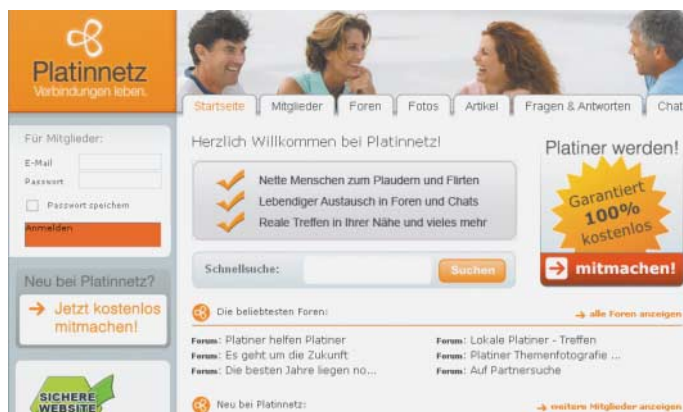 Platinnetz
Verbindungen leben.
Startseite
Mitglieder
Foren
Fotos
Artikel
Fragen & Antworten
Chat
Für Mitglieder:
E-Mail
Passwort
Passwort speichern
Anmelden
Neu bei Platinnetz?
Jetzt kostenlos
mitmachen!
SICHERE
WEBSITE
Herzlich Willkommen bei Platinnetz!
Nette Menschen zum Plaudern und Flirten
Lebendiger Austausch in Foren und Chats
Reale Treffen in Ihrer Nähe und vieles mehr
Schnellsuche:
Suchen
Platiner werden!
Garantiert
100%
kostenlos
mitmachen!
Die beliebtesten Foren:
alle Foren anzeigen
Forum: Platiner helfen Platiner
Forum: Es geht um die Zukunft
Forum: Die besten Jahre liegen no...
Forum: Lokale Platiner - Treffen
Forum: Platiner Themenfotografie ...
Forum: Auf Partnersuche
Neu bei Platinnetz:
weitere Mitglieder anzeigen